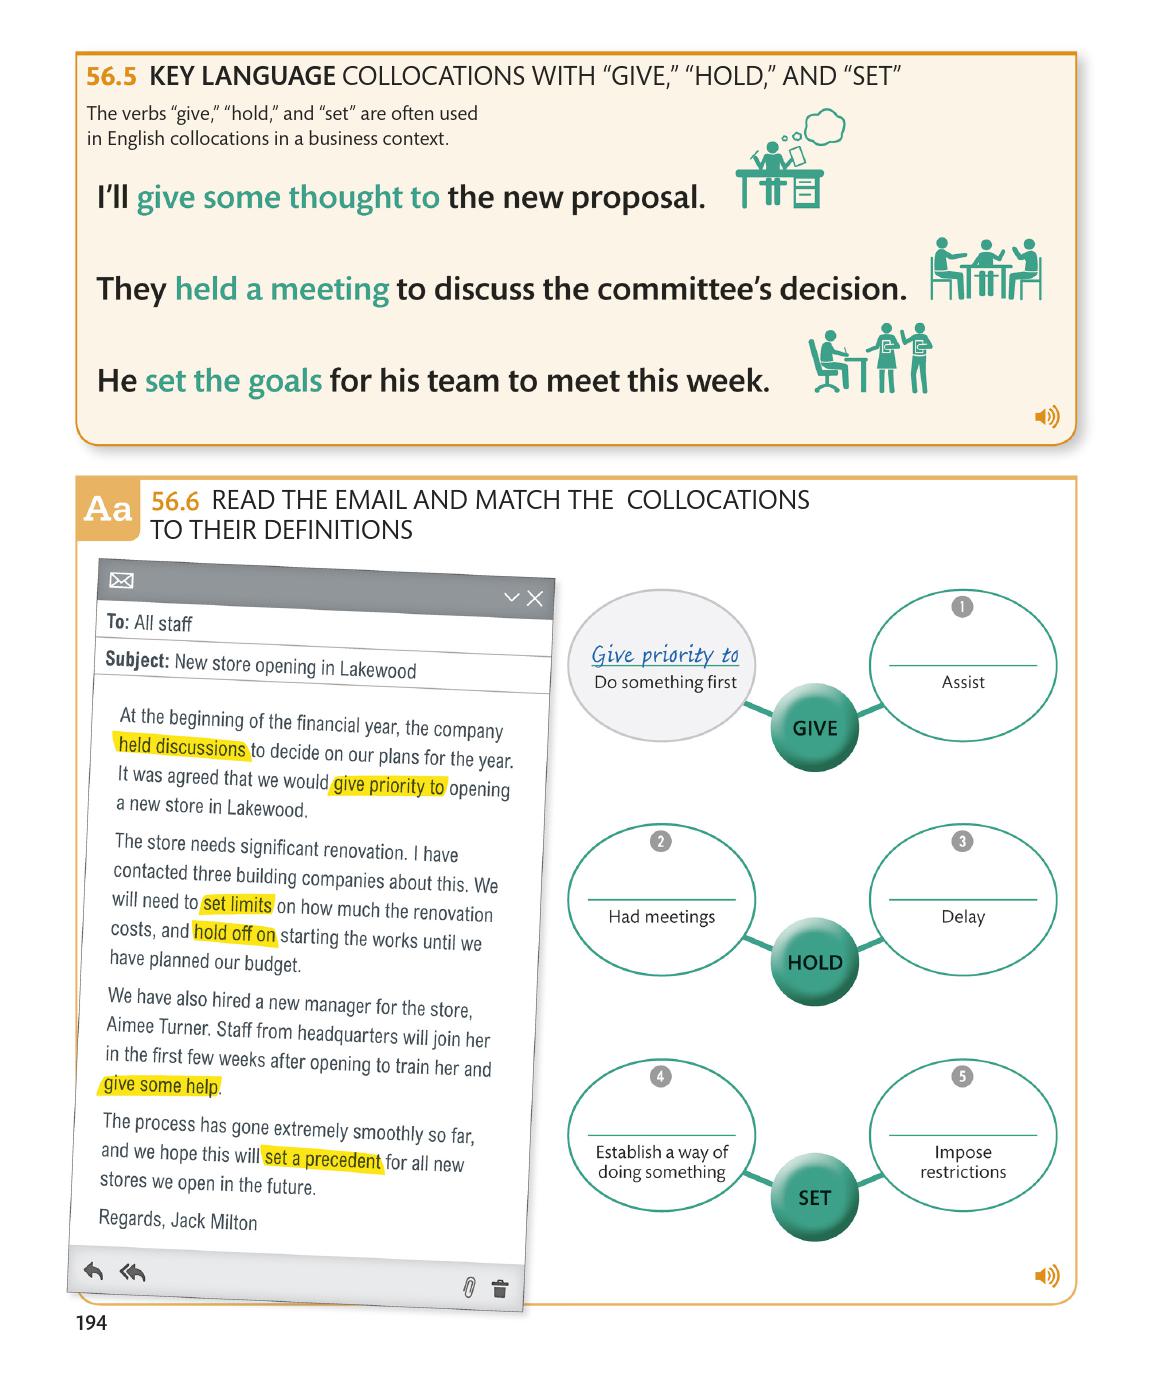 56.5 KEY LANGUAGE COLLOCATIONS WITH “GIVE,” “HOLD,” AND “SET”
The verbs “give,” “hold,” and “set” are often used
in English collocations in a business context.
I’ll give some thought to the new proposal.
They held a meeting to discuss the committee’s decision.
He set the goals for his team to meet this week.
Aa
56.6 READ THE EMAIL AND MATCH THE COLLOCATIONS
TO THEIR DEFINITIONS
To: All staff
Subject: New store opening in Lakewood
At the beginning of the financial year, the company
held discussions to decide on our plans for the year.
It was agreed that we would give priority to opening
a new store in Lakewood.
The store needs significant renovation. I have
contacted three building companies about this. We
will need to set limits on how much the renovation
costs, and hold off on starting the works until we
have planned our budget.
We have also hired a new manager for the store,
Aimee Turner. Staff from headquarters will join her
in the first few weeks after opening to train her and
give some help.
The process has gone extremely smoothly so far,
and we hope this will set a precedent for all new
stores we open in the future.
Regards, Jack Milton
Give priority to
Do something first
GIVE
1
Assist
2
Had meetings
HOLD
3
Delay
4
Establish a way of
doing something
SET
5
Impose
restrictions
194